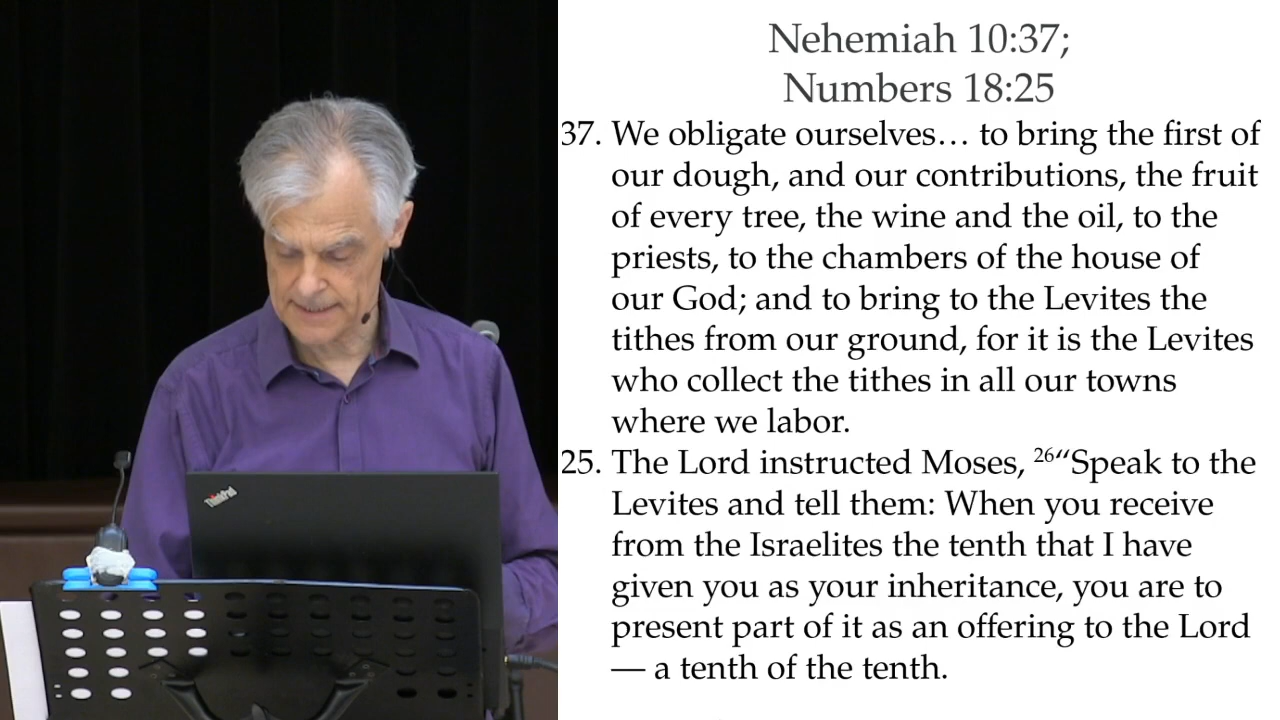 Nehemiah 10:37;
Numbers 18:25
37. We obligate ourselves… to bring the first of
our dough, and our contributions, the fruit
of every tree, the wine and the oil, to the
priests, to the chambers of the house of
our God; and to bring to the Levites the
tithes from our ground, for it is the Levites
who collect the tithes in all our towns
where we labor.
25. The Lord instructed Moses, ²⁶“Speak to the
Levites and tell them: When you receive
from the Israelites the tenth that I have
given you as your inheritance, you are to
present part of it as an offering to the Lord
— a tenth of the tenth.
ThinkPad